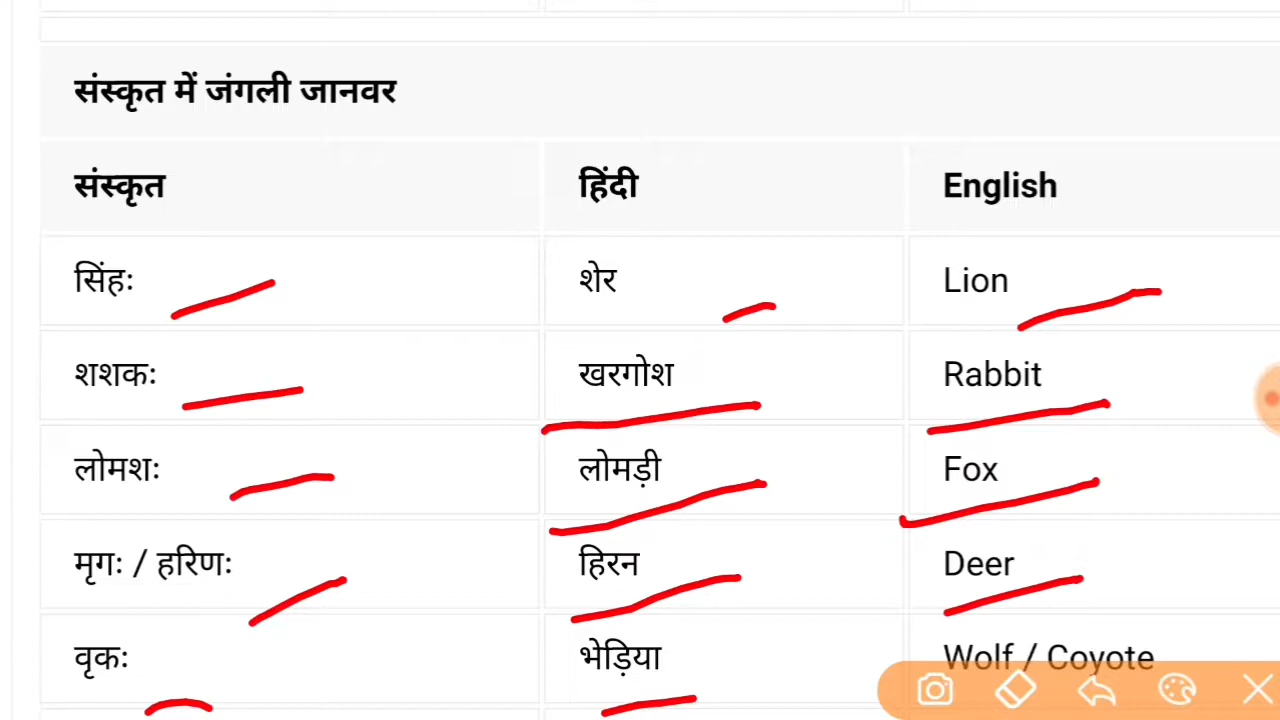 संस्कृत में जंगली जानवर
संस्कृत हिंदी English
सिंहः शेर Lion
शशकः खरगोश Rabbit
लोमशः लोमड़ी Fox
मृगः / हरिणः हिरन Deer
वृकः भेड़िया Wolf / Coyote